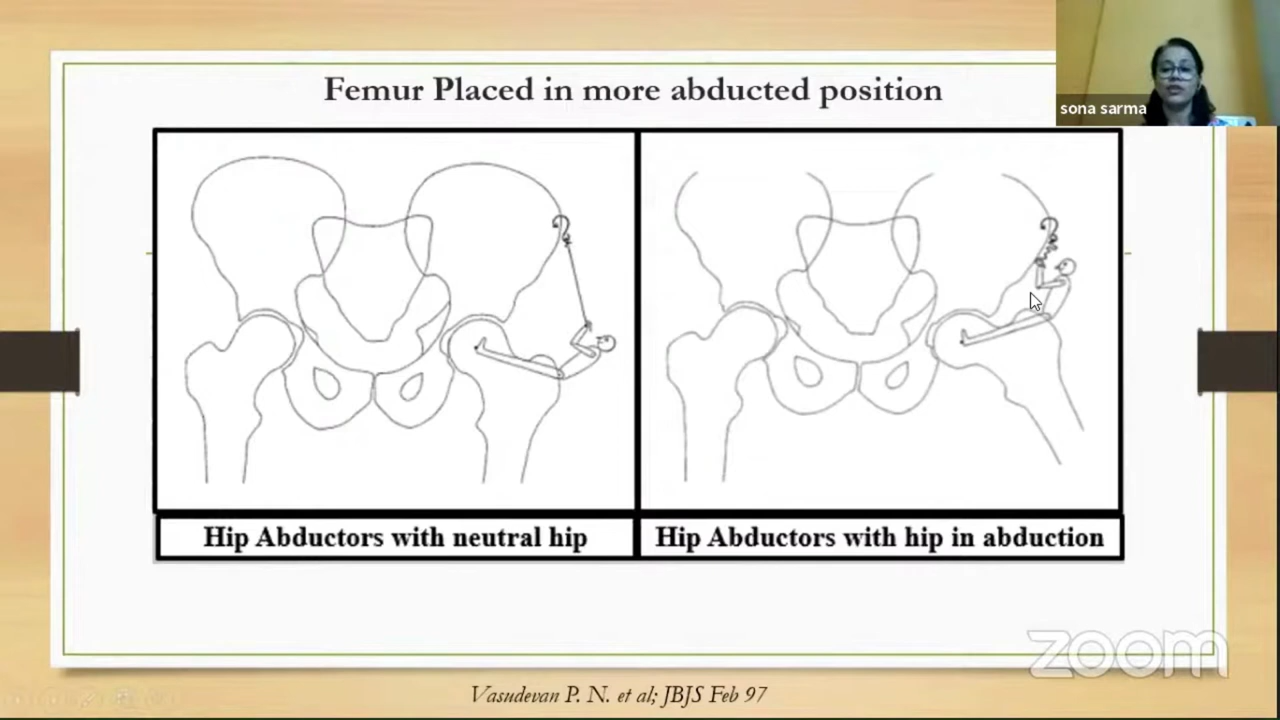 Femur Placed in more abducted position
sona sarma
Hip Abductors with neutral hip
Hip Abductors with hip in abduction
zoom
Vasudevan P. N. et al; JBJS Feb 97